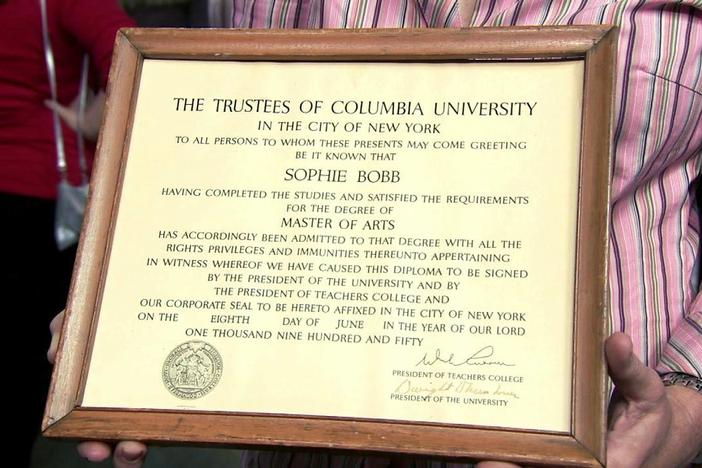 THE TRUSTEES OF COLUMBIA UNIVERSITY
IN THE CITY OF NEW YORK
TO ALL PERSONS TO WHOM THESE PRESENTS MAY COME GREETING
BE IT KNOWN THAT
SOPHIE BOBB
HAVING COMPLETED THE STUDIES AND SATISFIED THE REQUIREMENTS
FOR THE DEGREE OF
MASTER OF ARTS
HAS ACCORDINGLY BEEN ADMITTED TO THAT DEGREE WITH ALL THE
RIGHTS PRIVILEGES AND IMMUNITIES THEREUNTO APPERTAINING
IN WITNESS WHEREOF WE HAVE CAUSED THIS DIPLOMA TO BE SIGNED
BY THE PRESIDENT OF THE UNIVERSITY AND BY
THE PRESIDENT OF TEACHERS COLLEGE AND
OUR CORPORATE SEAL TO BE HERETO AFFIXED IN THE CITY OF NEW YORK
ON THE EIGHTH DAY OF JUNE IN THE YEAR OF OUR LORD
ONE THOUSAND NINE HUNDRED AND FIFTY
PRESIDENT OF TEACHERS COLLEGE
Dwight Eisenhower
PRESIDENT OF THE UNIVERSITY